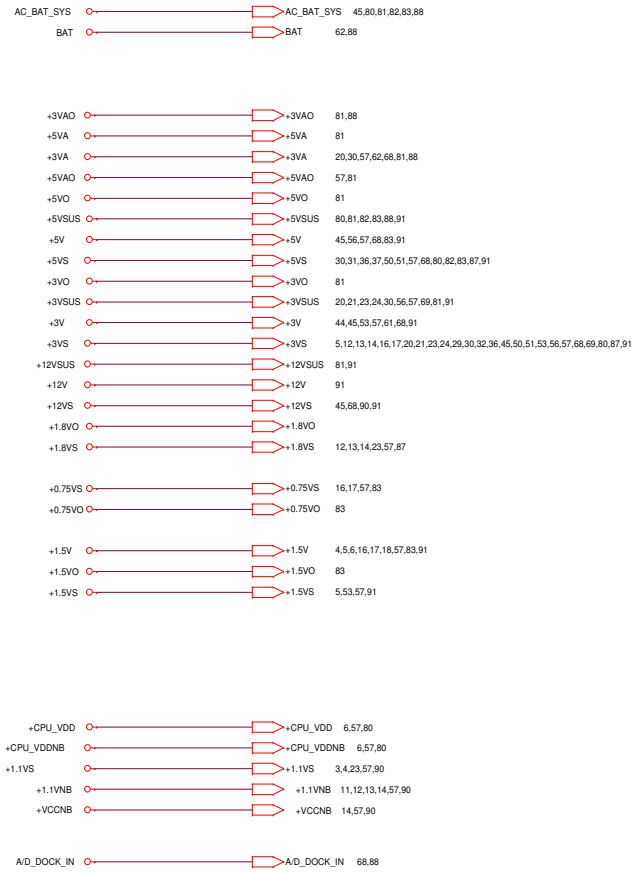 AC_BAT_SYS AC_BAT_SYS 45,80,81,82,83,88
BAT BAT 62,88
+3VAO +3VAO 81,88
+5VA +5VA 81
+3VA +3VA 20,30,57,62,68,81,88
+5VAO +5VAO 57,81
+5VO +5VO 81
+5VSUS +5VSUS 80,81,82,83,88,91
+5V +5V 45,56,57,68,83,91
+5VS +5VS 30,31,36,37,50,51,57,68,80,82,83,87,91
+3VO +3VO 81
+3VSUS +3VSUS 20,21,23,24,30,56,57,69,81,91
+3V +3V 44,45,53,57,61,68,91
+3VS +3VS 5,12,13,14,16,17,20,21,23,24,29,30,32,36,45,50,51,53,56,57,68,69,80,87,91
+12VSUS +12VSUS 81,91
+12V +12V 91
+12VS +12VS 45,68,90,91
+1.8VO +1.8VO
+1.8VS +1.8VS 12,13,14,23,57,87
+0.75VS +0.75VS 16,17,57,83
+0.75VO +0.75VO 83
+1.5V +1.5V 4,5,6,16,17,18,57,83,91
+1.5VO +1.5VO 83
+1.5VS +1.5VS 5,53,57,91
+CPU_VDD +CPU_VDD 6,57,80
+CPU_VDDNB +CPU_VDDNB 6,57,80
+1.1VS +1.1VS 3,4,23,57,90
+1.1VNB +1.1VNB 11,12,13,14,57,90
+VCCNB +VCCNB 14,57,90
A/D_DOCK_IN A/D_DOCK_IN 68,88